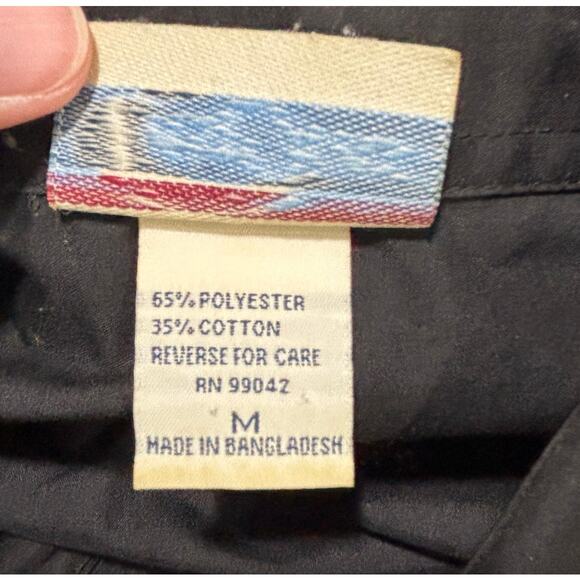 65% POLYESTER
35% COTTON
REVERSE FOR CARE
RN 99042
M
MADE IN BANGLADESH